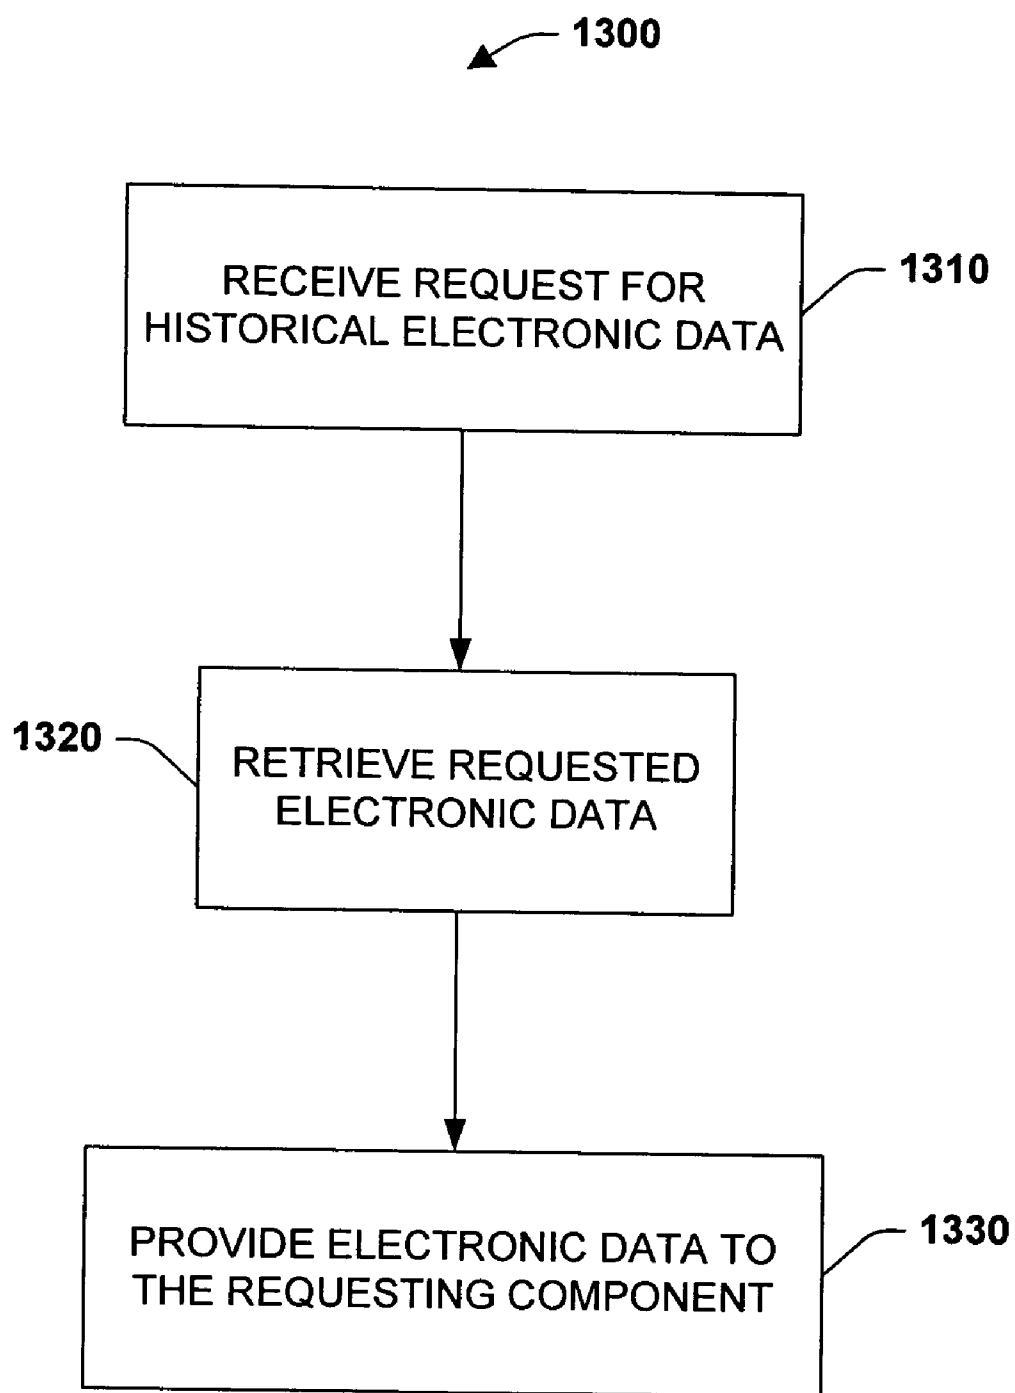 1300
RECEIVE REQUEST FOR
HISTORICAL ELECTRONIC DATA
1310
1320
RETRIEVE REQUESTED
ELECTRONIC DATA
PROVIDE ELECTRONIC DATA TO
THE REQUESTING COMPONENT
1330